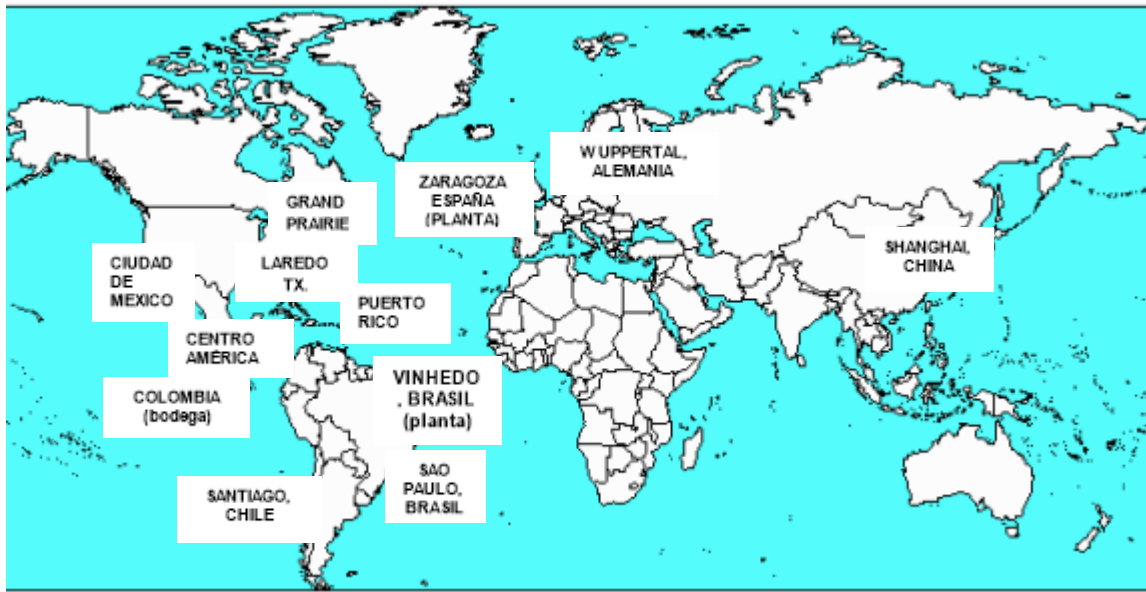 WUPPERTAL,
ALEMANIA
ZARAGOZA
ESPAÑA
(PLANTA)
GRAND
PRAIRIE
SHANGHAI,
CHINA
CIUDAD
DE
MEXICO
LAREDO
TX.
PUERTO
RICO
CENTRO
AMÉRICA
COLOMBIA
(bodega)
VINHEDO
, BRASIL
(planta)
SAO
PAULO,
BRASIL
SANTIAGO,
CHILE